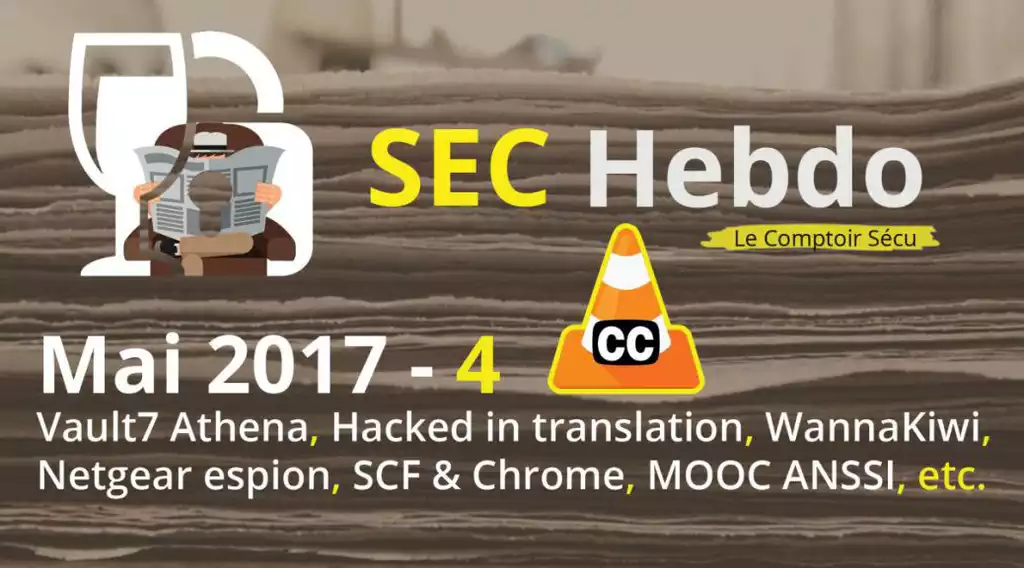 SEC Hebdo
Le Comptoir Sécu
CC
Mai 2017 - 4
Vault7 Athena, Hacked in translation, WannaKiwi,
Netgear espion, SCF & Chrome, MOOC ANSSI, etc.